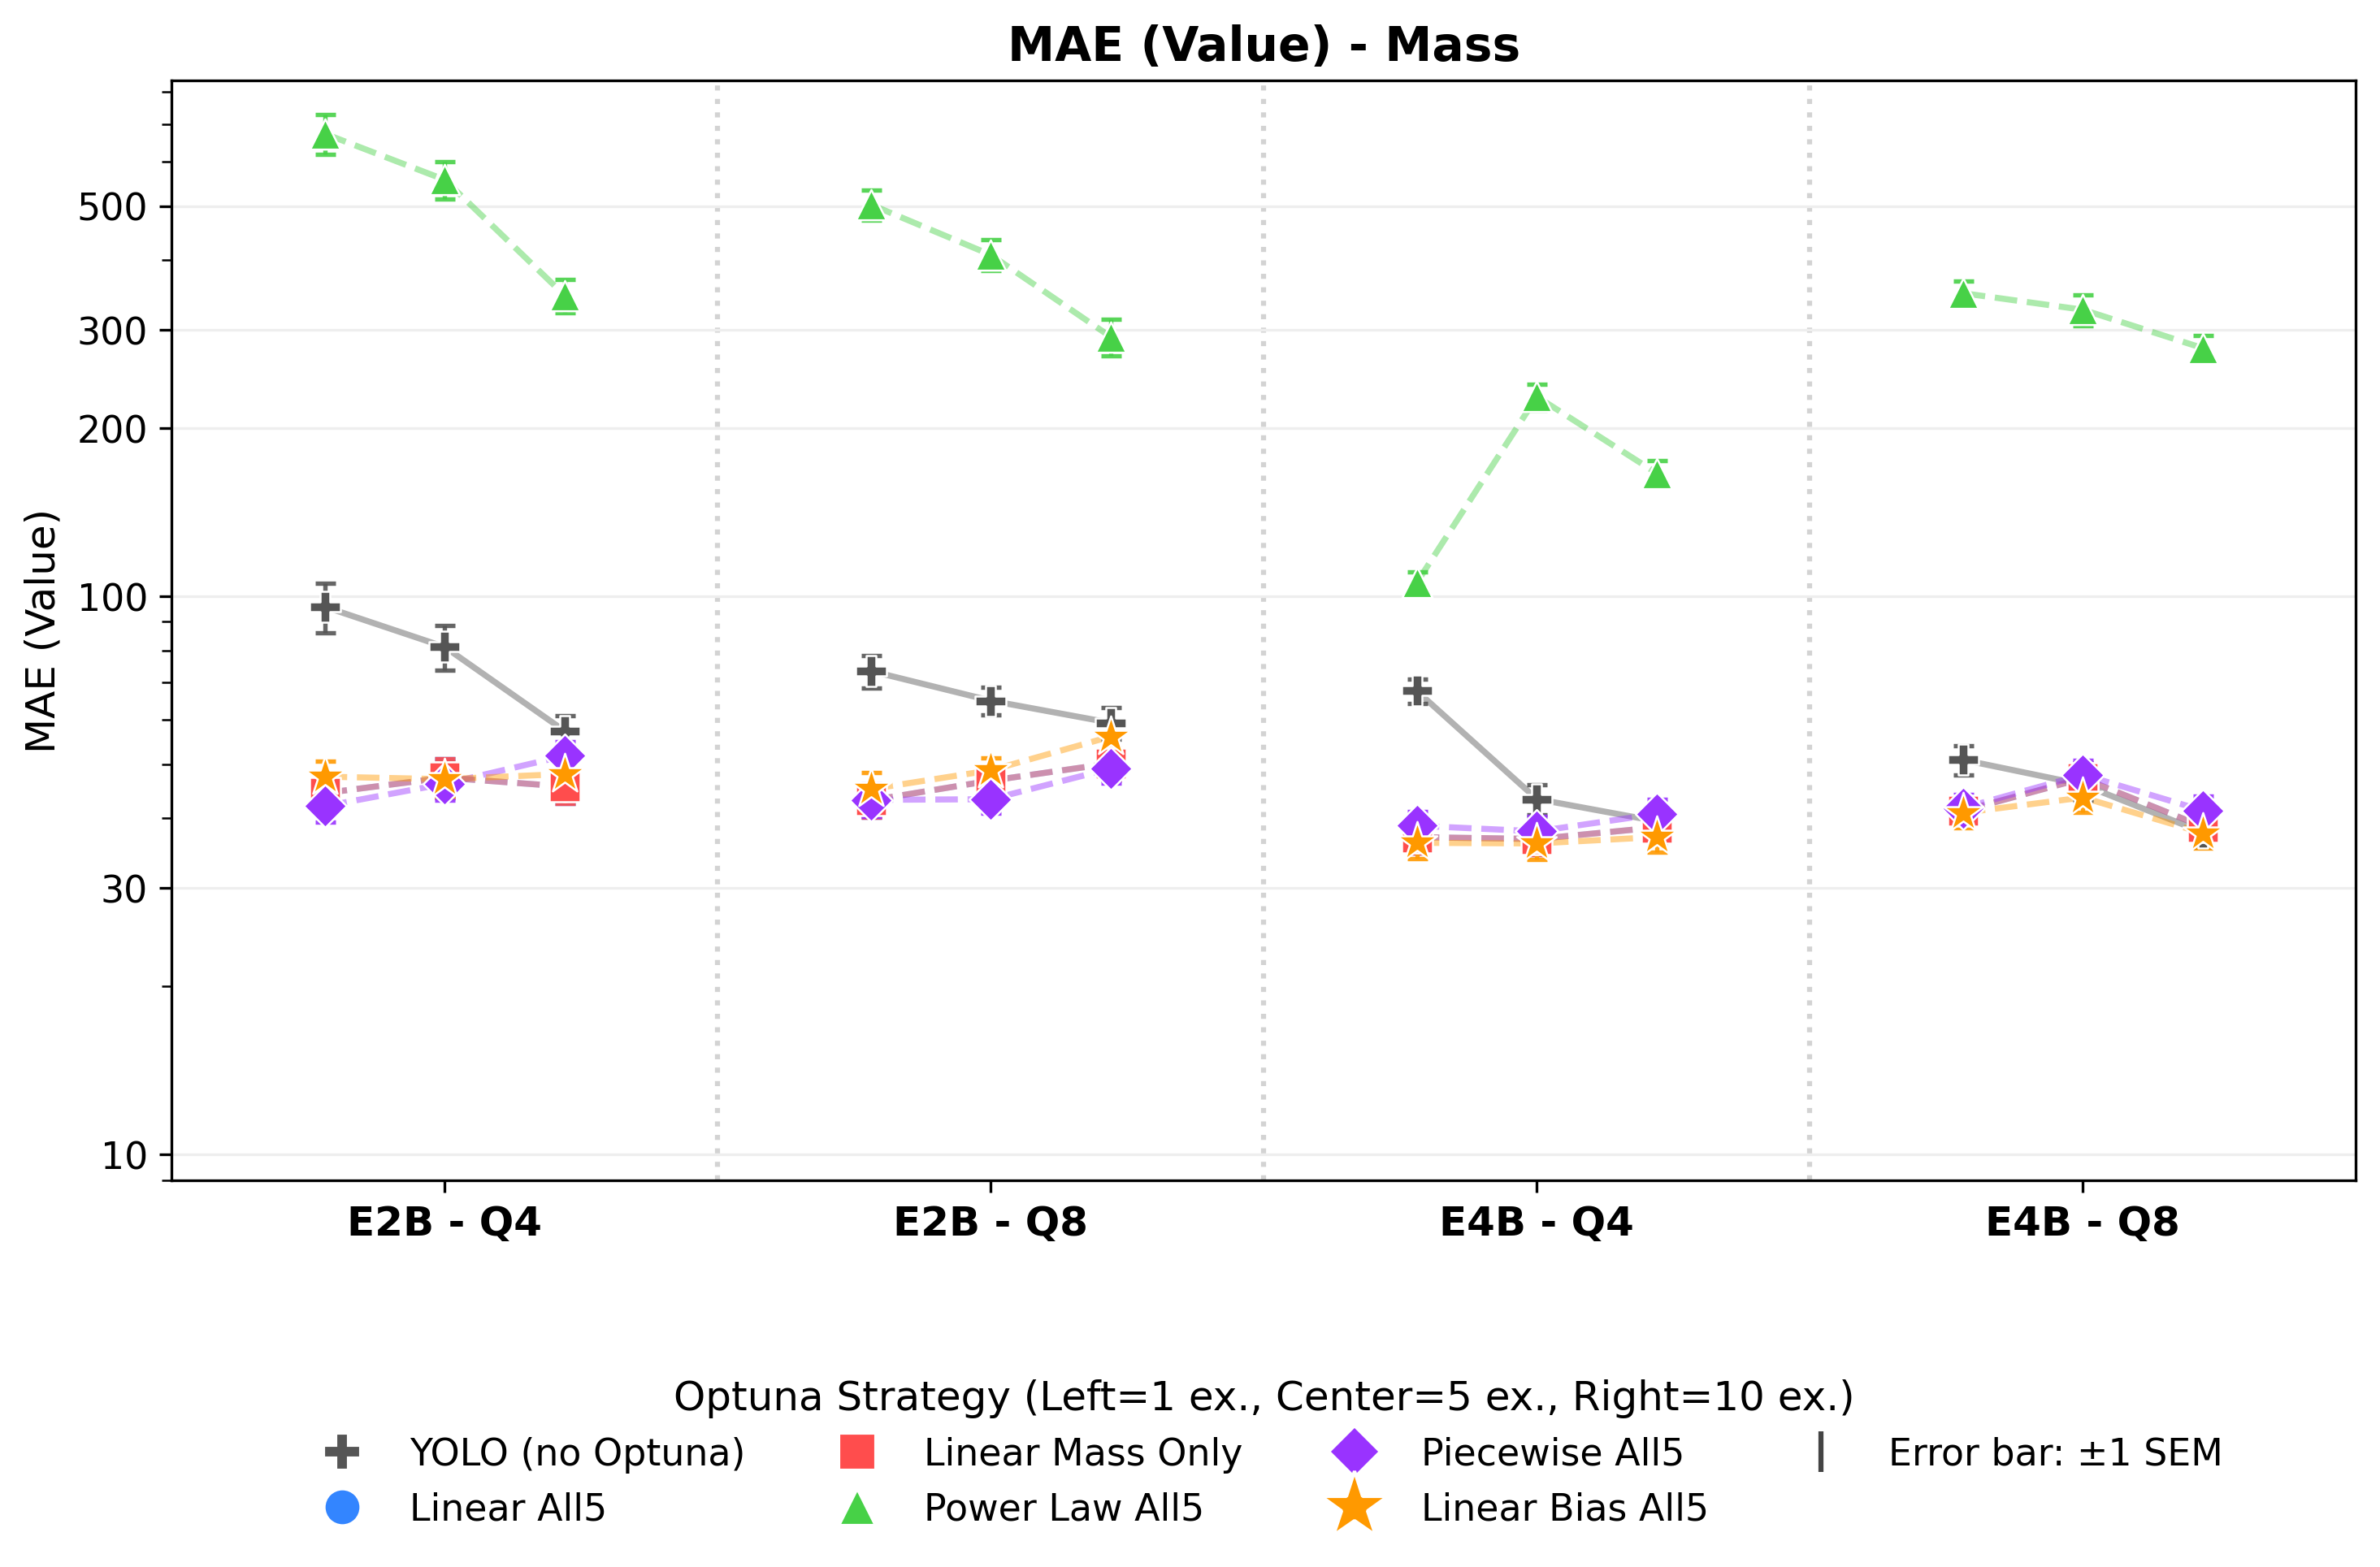 MAE (Value) - Mass
MAE (Value)
500
300
200
100
30
10
E2B - Q4
E2B - Q8
E4B - Q4
E4B - Q8
Optuna Strategy (Left=1 ex., Center=5 ex., Right=10 ex.)
YOLO (no Optuna)
Linear Mass Only
Piecewise All5
Error bar: ±1 SEM
Linear All5
Power Law All5
Linear Bias All5